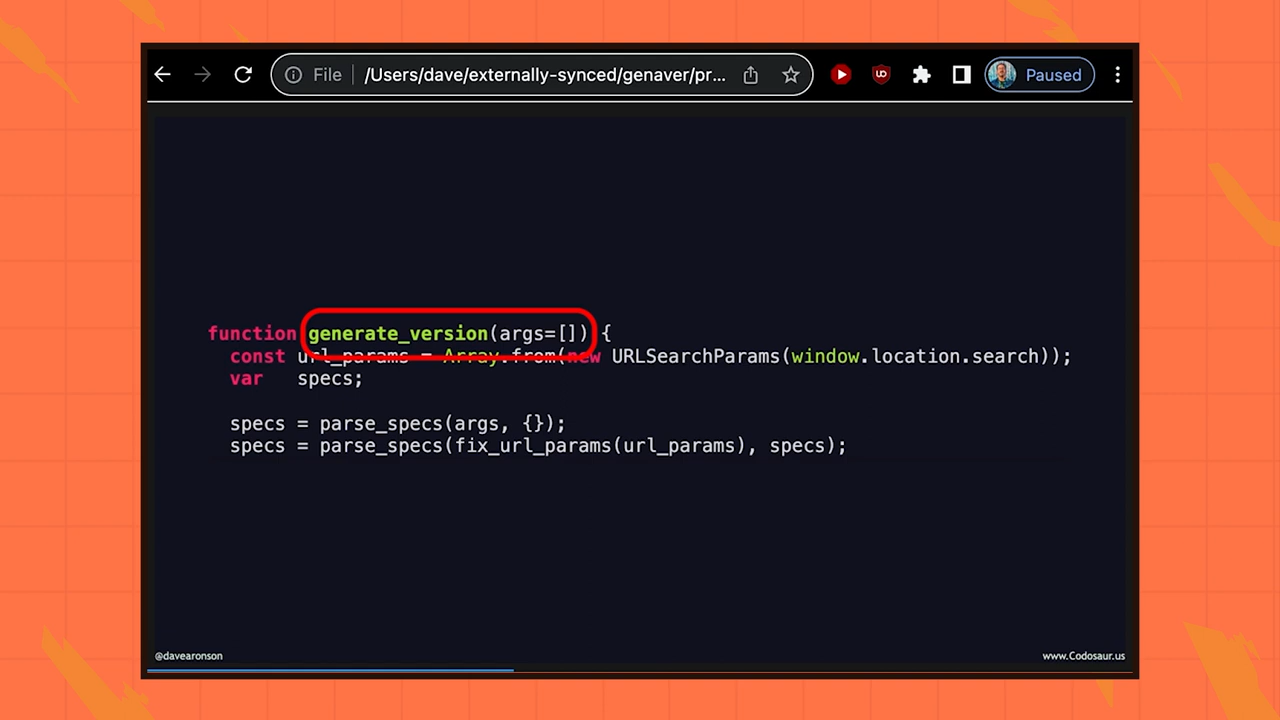 File
/Users/dave/externally-synced/genaver/pr...
UD
Paused
function generate_version(args=[]) {
const url_params = Array.from(new URLSearchParams(window.location.search));
var specs;
specs = parse_specs(args, {});
specs = parse_specs(fix_url_params(url_params), specs);
@davearonson
www.Codosaur.us